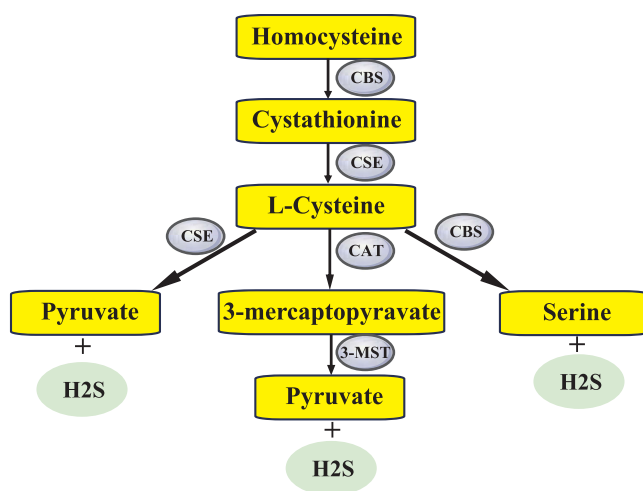 Homocysteine
CBS
Cystathionine
CSE
L-Cysteine
CSE
CAT
CBS
Pyruvate
3-mercaptopyravate
Serine
+
3-MST
+
H2S
Pyruvate
H2S
+
H2S